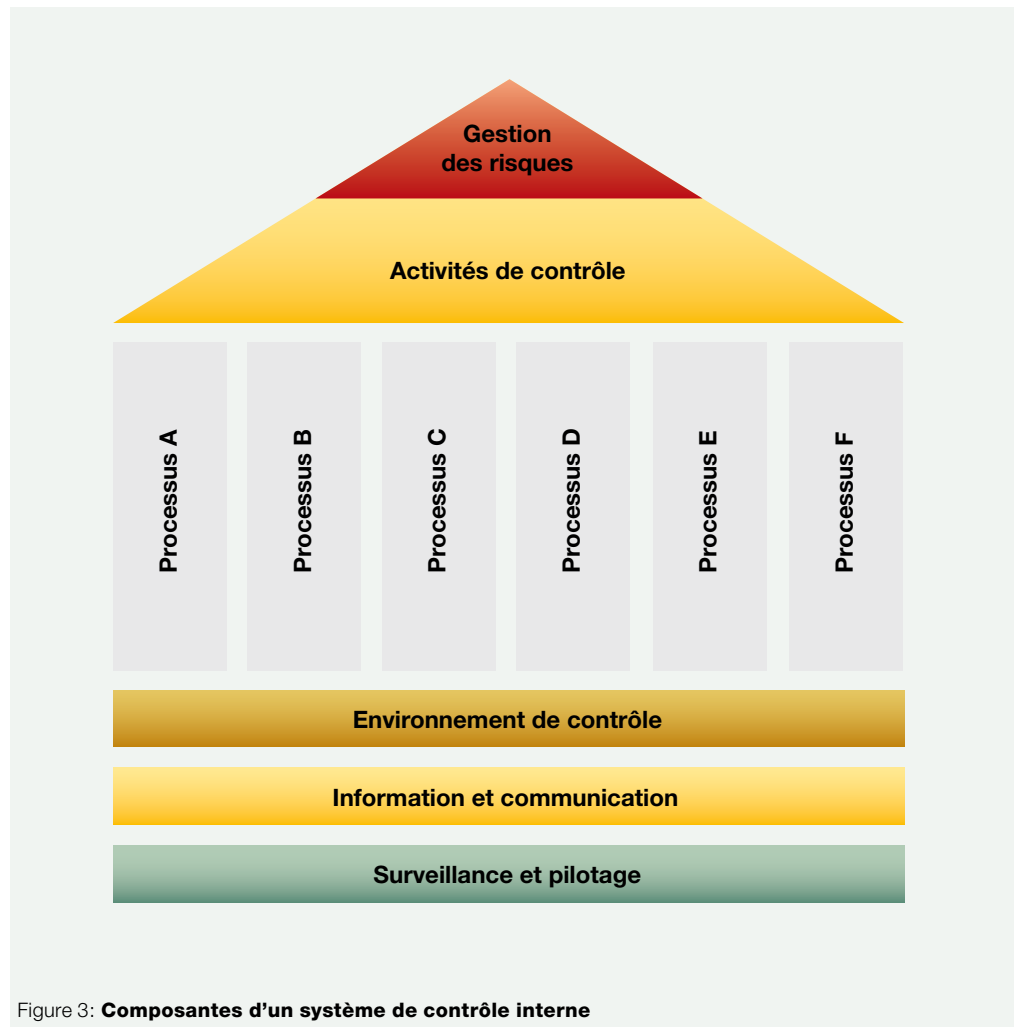 Gestion
des risques
Activités de contrôle
Processus A
Processus B
Processus C
Processus D
Processus E
Processus F
Environnement de contrôle
Information et communication
Surveillance et pilotage
Figure 3: Composantes d’un système de contrôle interne